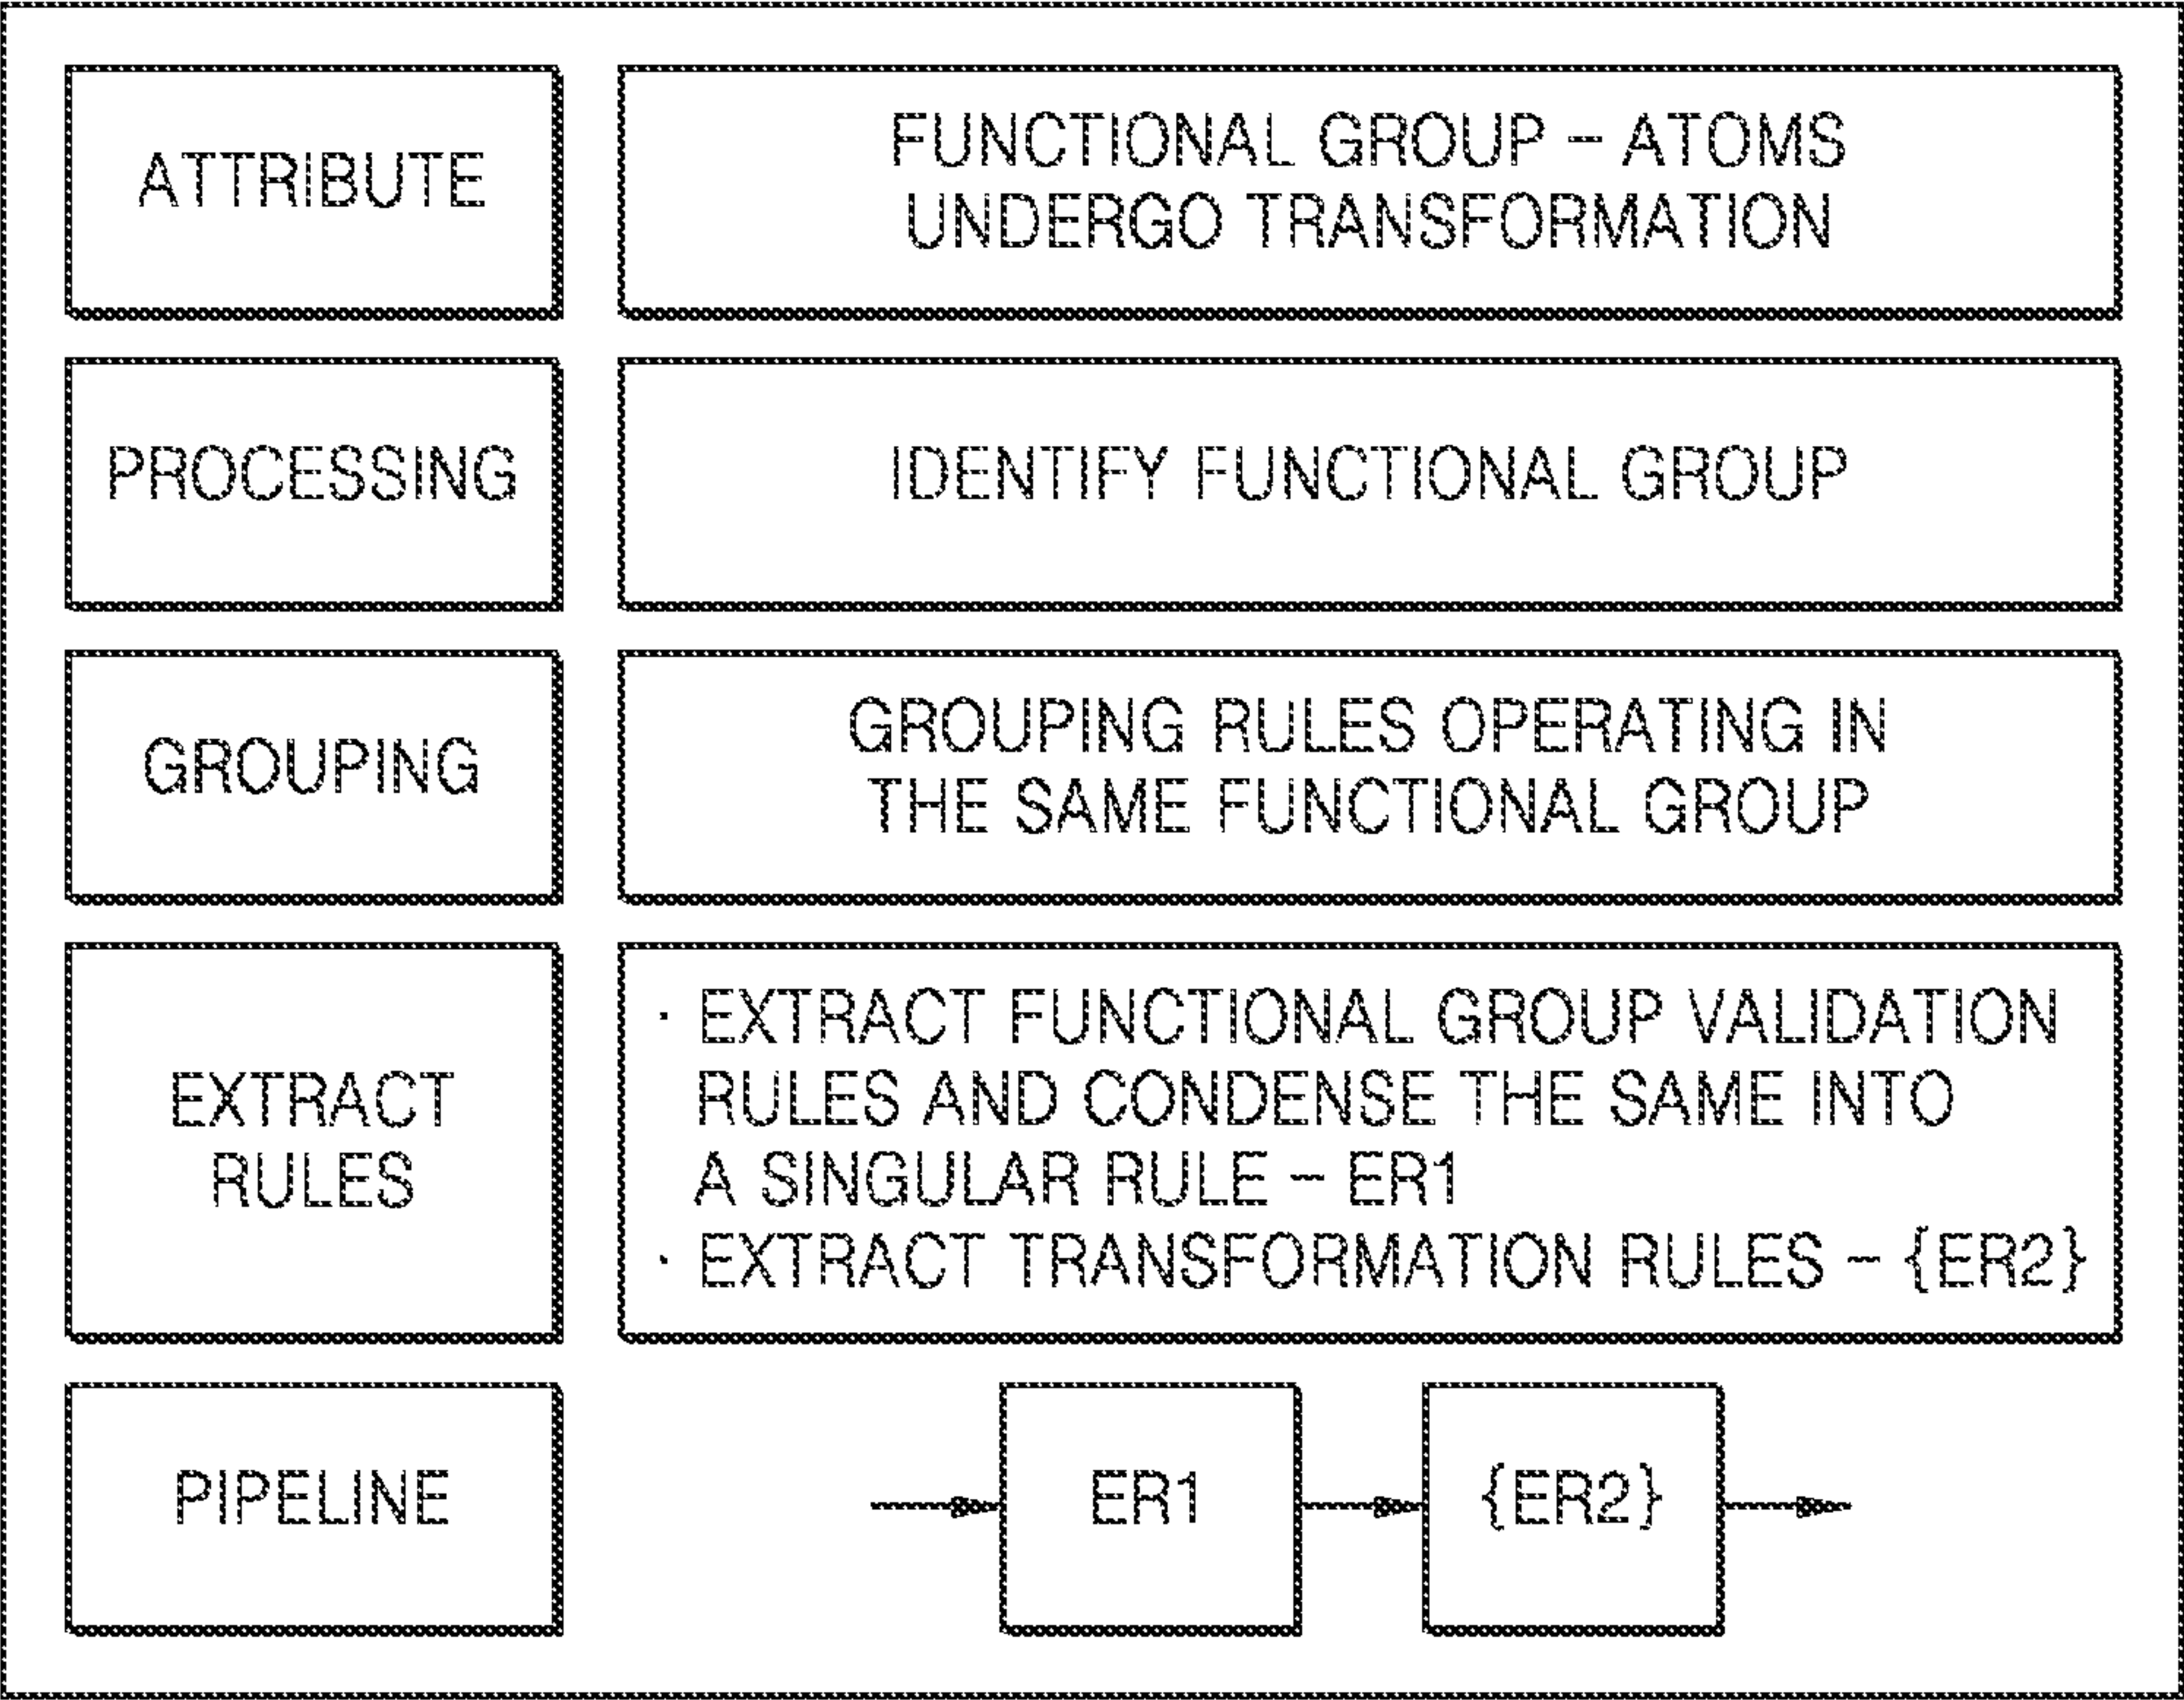 ATTRIBUTE
FUNCTIONAL GROUP – ATOMS
UNDERGO TRANSFORMATION
PROCESSING
IDENTIFY FUNCTIONAL GROUP
GROUPING
GROUPING RULES OPERATING IN
THE SAME FUNCTIONAL GROUP
EXTRACT
RULES
· EXTRACT FUNCTIONAL GROUP VALIDATION
RULES AND CONDENSE THE SAME INTO
A SINGULAR RULE – ER1
· EXTRACT TRANSFORMATION RULES – {ER2}
PIPELINE
ER1
{ER2}